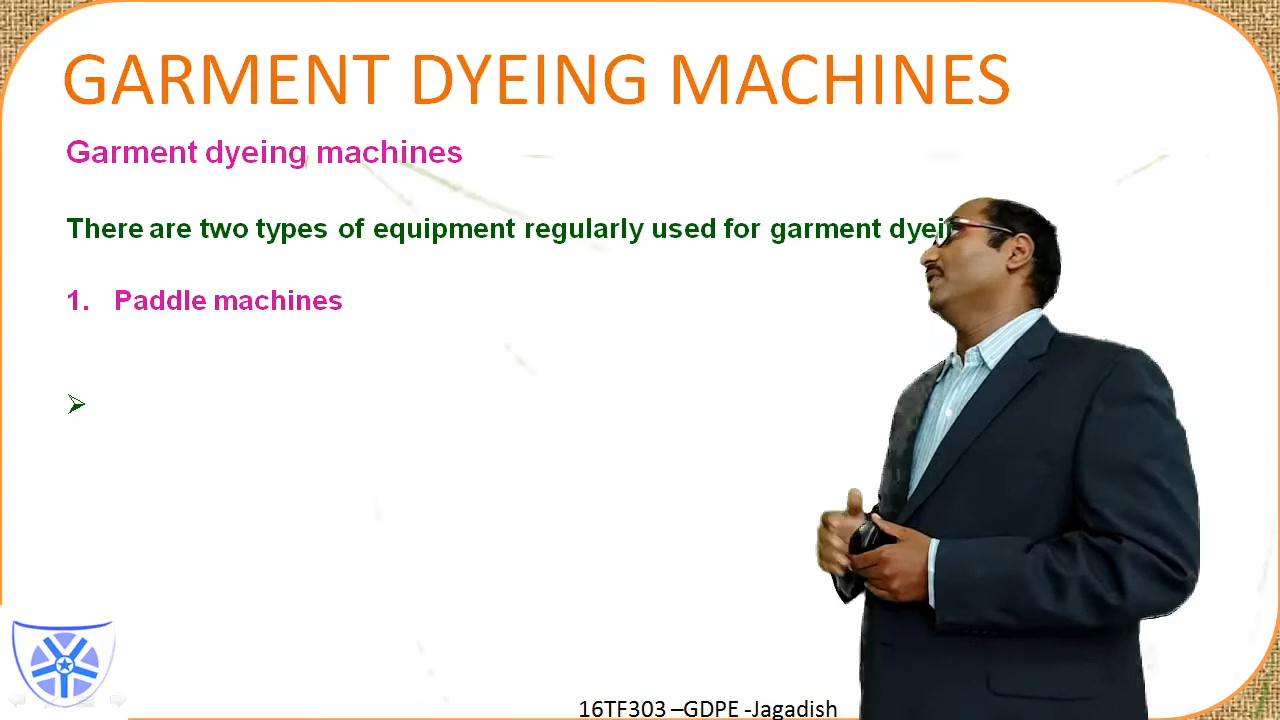 GARMENT DYEING MACHINES
Garment dyeing machines
There are two types of equipment regularly used for garment
1. Paddle machines
16TF303 –GDPE -Jagadish